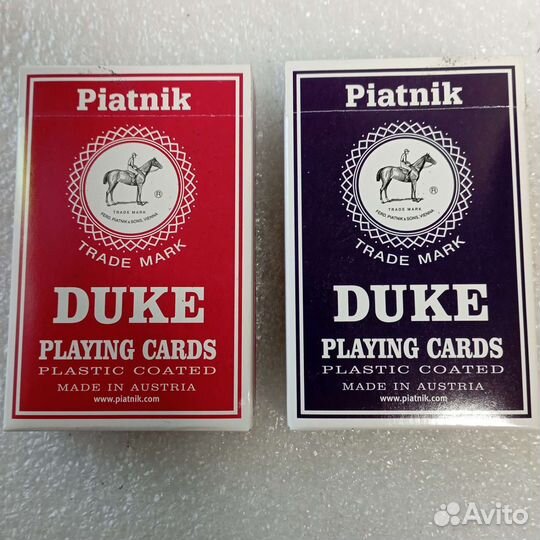 Piatnik
TRADE MARK
FERD. PIATNIK & SONS, VIENNA
®
TRADE MARK
DUKE
PLAYING CARDS
PLASTIC COATED
MADE IN AUSTRIA
www.piatnik.com
Piatnik
TRADE MARK
FERD. PIATNIK & SONS, VIENNA
®
TRADE MARK
DUKE
PLAYING CARDS
PLASTIC COATED
MADE IN AUSTRIA
www.piatnik.com
Avito